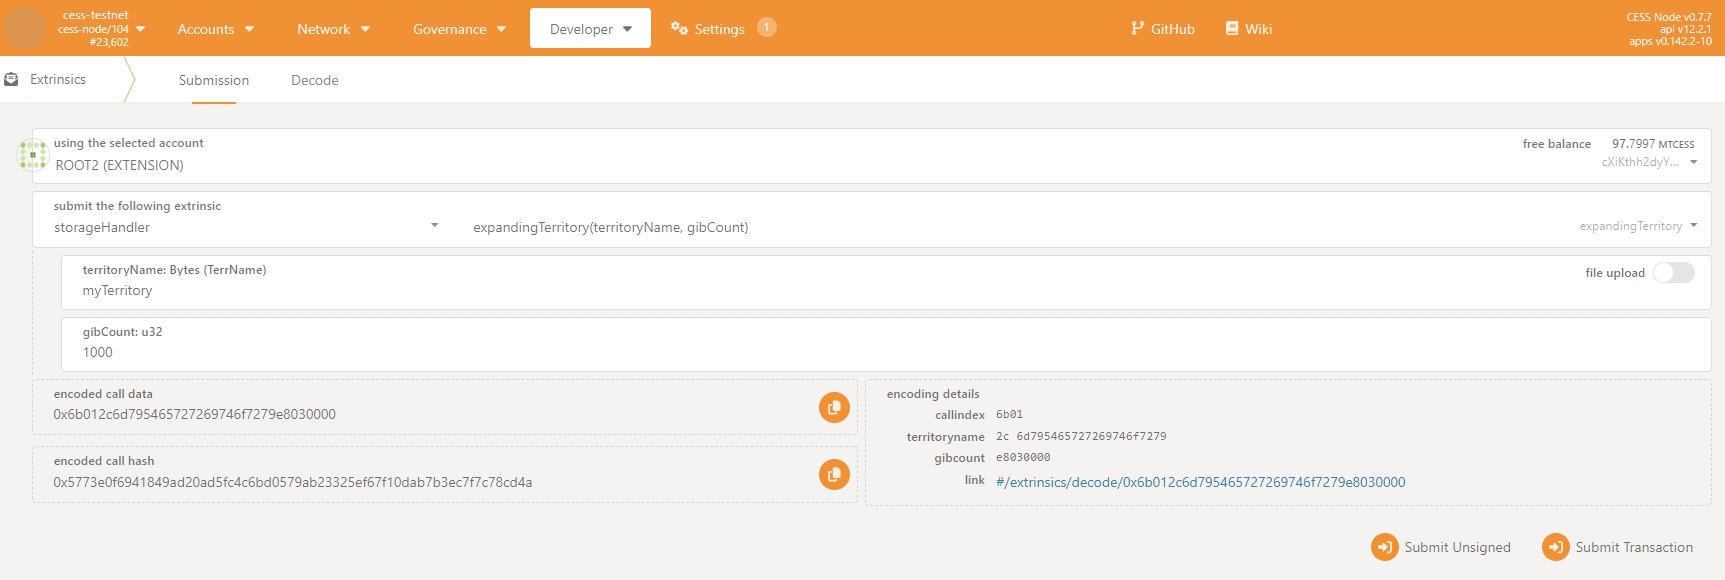 cess-testnet
cess-node/104
#23,602
Accounts
Network
Governance
Developer
Settings
1
GitHub
Wiki
CESS Node v0.7.7
api v12.2.1
apps v0.142.2-10
Extrinsics
Submission
Decode
using the selected account
ROOT2 (EXTENSION)
free balance 97.7997 MTCESS
cXiKthh2dyY...
submit the following extrinsic
storageHandler
expandingTerritory(territoryName, gibCount)
expandingTerritory
territoryName: Bytes (TerrName)
myTerritory
file upload
gibCount: u32
1000
encoded call data
0x6b012c6d795465727269746f7279e8030000
encoded call hash
0x5773e0f6941849ad20ad5fc4c6bd0579ab23325ef67f10dab7b3ec7f7c78cd4a
encoding details
callindex 6b01
territoryname 2c 6d795465727269746f7279
gibcount e8030000
link #/extrinsics/decode/0x6b012c6d795465727269746f7279e8030000
Submit Unsigned
Submit Transaction